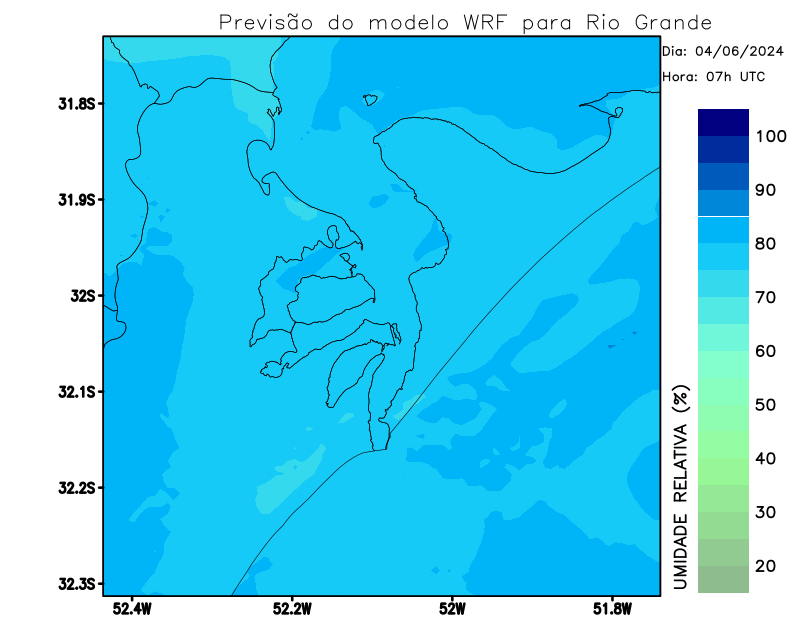 Previsão do modelo WRF para Rio Grande
Dia: 04/06/2024
Hora: 07h UTC
31.8S
31.9S
32S
32.1S
32.2S
32.3S
52.4W
52.2W
52W
51.8W
100
90
80
70
60
50
40
30
20
UMIDADE RELATIVA (%)